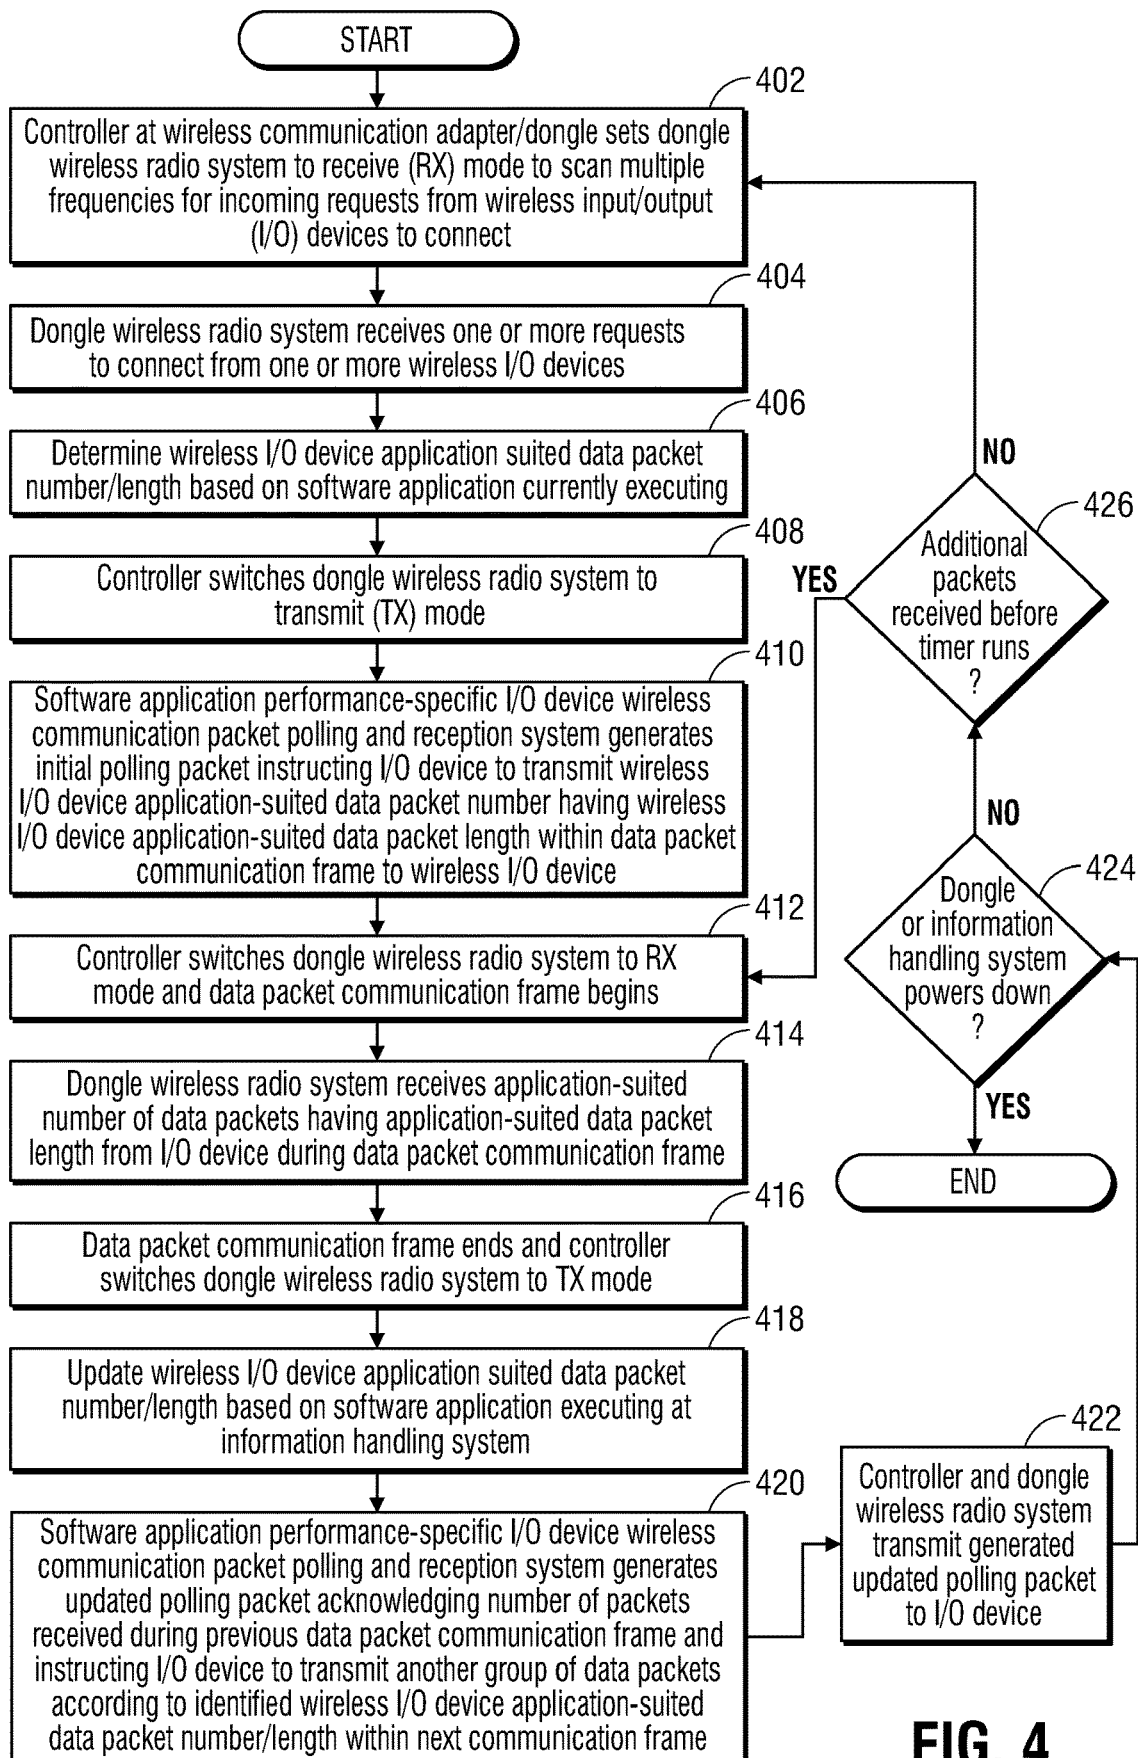 START
402
Controller at wireless communication adapter/dongle sets dongle
wireless radio system to receive (RX) mode to scan multiple
frequencies for incoming requests from wireless input/output
(I/O) devices to connect
404
Dongle wireless radio system receives one or more requests
to connect from one or more wireless I/O devices
406
Determine wireless I/O device application suited data packet
number/length based on software application currently executing
408
Controller switches dongle wireless radio system to
transmit (TX) mode
410
Software application performance-specific I/O device wireless
communication packet polling and reception system generates
initial polling packet instructing I/O device to transmit wireless
I/O device application-suited data packet number having wireless
I/O device application-suited data packet length within data packet
communication frame to wireless I/O device
412
Controller switches dongle wireless radio system to RX
mode and data packet communication frame begins
414
Dongle wireless radio system receives application-suited
number of data packets having application-suited data packet
length from I/O device during data packet communication frame
416
Data packet communication frame ends and controller
switches dongle wireless radio system to TX mode
418
Update wireless I/O device application suited data packet
number/length based on software application executing at
information handling system
420
Software application performance-specific I/O device wireless
communication packet polling and reception system generates
updated polling packet acknowledging number of packets
received during previous data packet communication frame and
instructing I/O device to transmit another group of data packets
according to identified wireless I/O device application-suited
data packet number/length within next communication frame
422
Controller and dongle
wireless radio system
transmit generated
updated polling packet
to I/O device
424
Dongle
or information
handling system
powers down
?
NO
YES
END
426
Additional
packets
received before
timer runs
?
NO
YES
FIG. 4